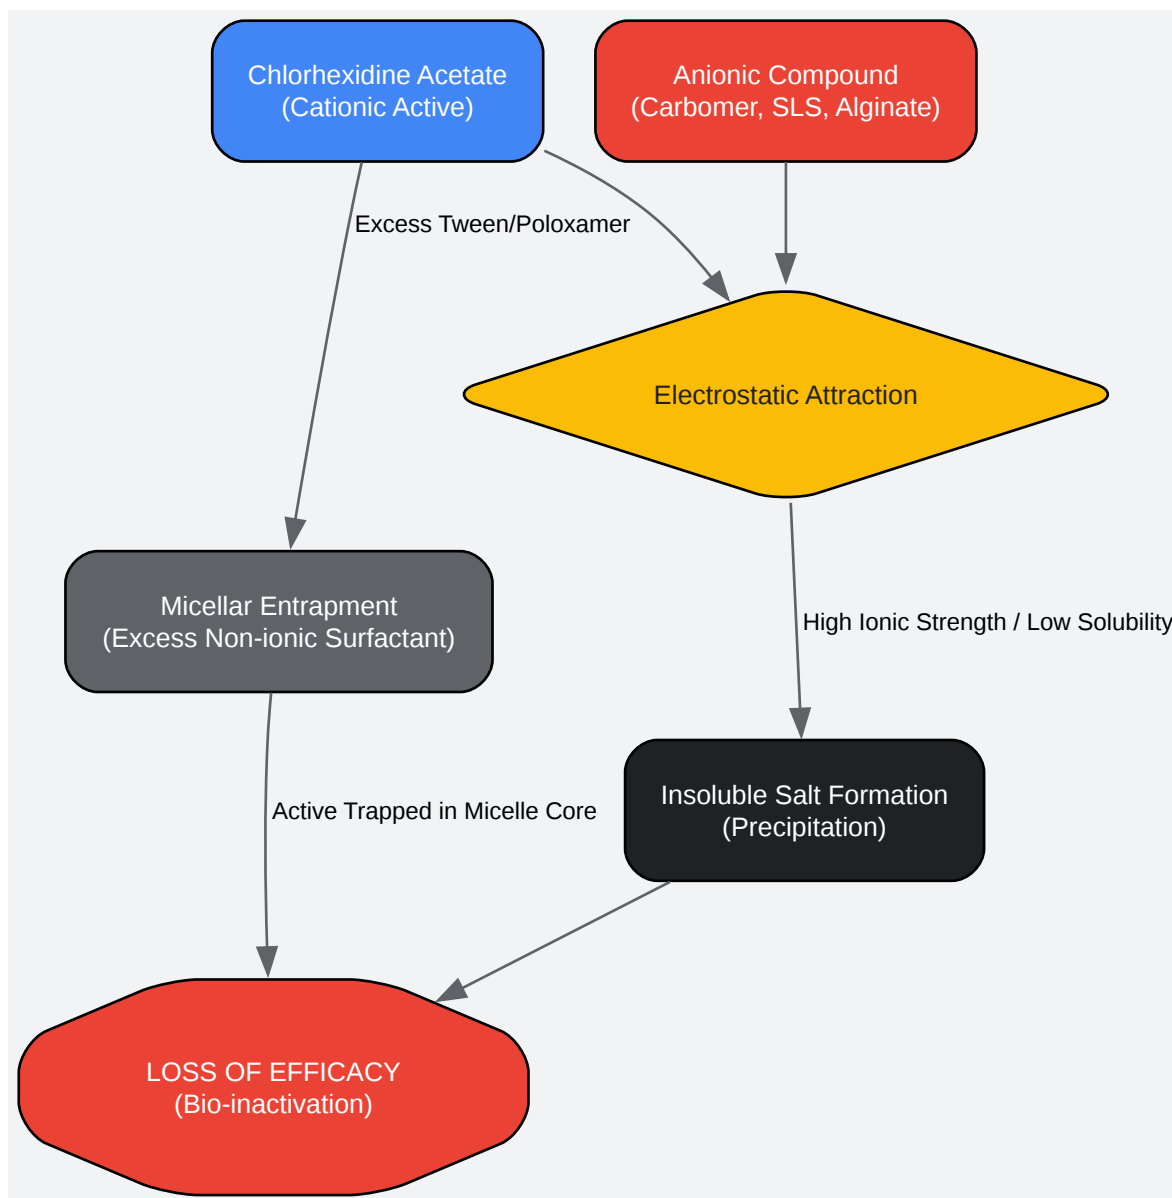 Chlorhexidine Acetate
(Cationic Active)
Anionic Compound
(Carbomer, SLS, Alginate)
Excess Tween/Poloxamer
Electrostatic Attraction
Micellar Entrapment
(Excess Non-ionic Surfactant)
High Ionic Strength / Low Solubility
Insoluble Salt Formation
(Precipitation)
Active Trapped in Micelle Core
LOSS OF EFFICACY
(Bio-inactivation)